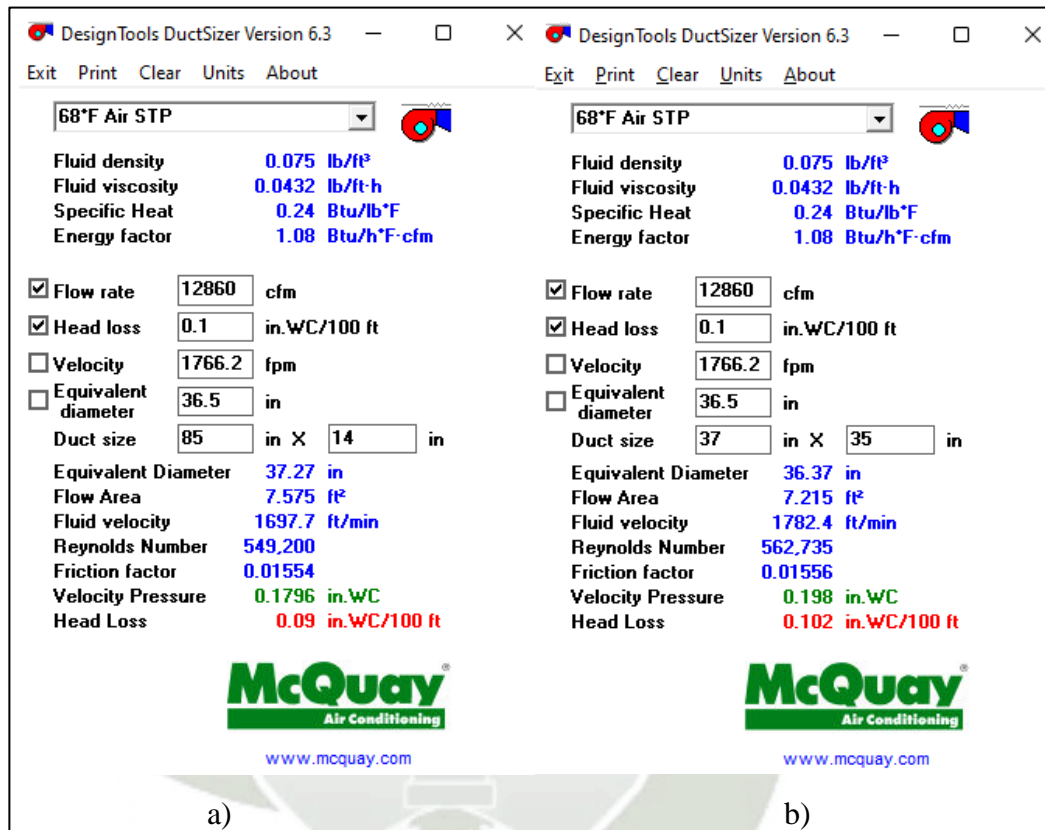 DesignTools DuctSizer Version 6.3
Exit Print Clear Units About
68*F Air STP
Fluid density 0.075 lb/ft³
Fluid viscosity 0.0432 lb/ft·h
Specific Heat 0.24 Btu/lb*F
Energy factor 1.08 Btu/h*F·cfm
Flow rate 12860 cfm
Head loss 0.1 in.WC/100 ft
Velocity 1766.2 fpm
Equivalent
diameter 36.5 in
Duct size 85 in X 14 in
Equivalent Diameter 37.27 in
Flow Area 7.575 ft²
Fluid velocity 1697.7 ft/min
Reynolds Number 549,200
Friction factor 0.01554
Velocity Pressure 0.1796 in.WC
Head Loss 0.09 in.WC/100 ft
McQuay®
Air Conditioning
www.mcquay.com
a)
DesignTools DuctSizer Version 6.3
Exit Print Clear Units About
68*F Air STP
Fluid density 0.075 lb/ft³
Fluid viscosity 0.0432 lb/ft·h
Specific Heat 0.24 Btu/lb*F
Energy factor 1.08 Btu/h*F·cfm
Flow rate 12860 cfm
Head loss 0.1 in.WC/100 ft
Velocity 1766.2 fpm
Equivalent
diameter 36.5 in
Duct size 37 in X 35 in
Equivalent Diameter 36.37 in
Flow Area 7.215 ft²
Fluid velocity 1782.4 ft/min
Reynolds Number 562,735
Friction factor 0.01556
Velocity Pressure 0.198 in.WC
Head Loss 0.102 in.WC/100 ft
McQuay®
Air Conditioning
www.mcquay.com
b)